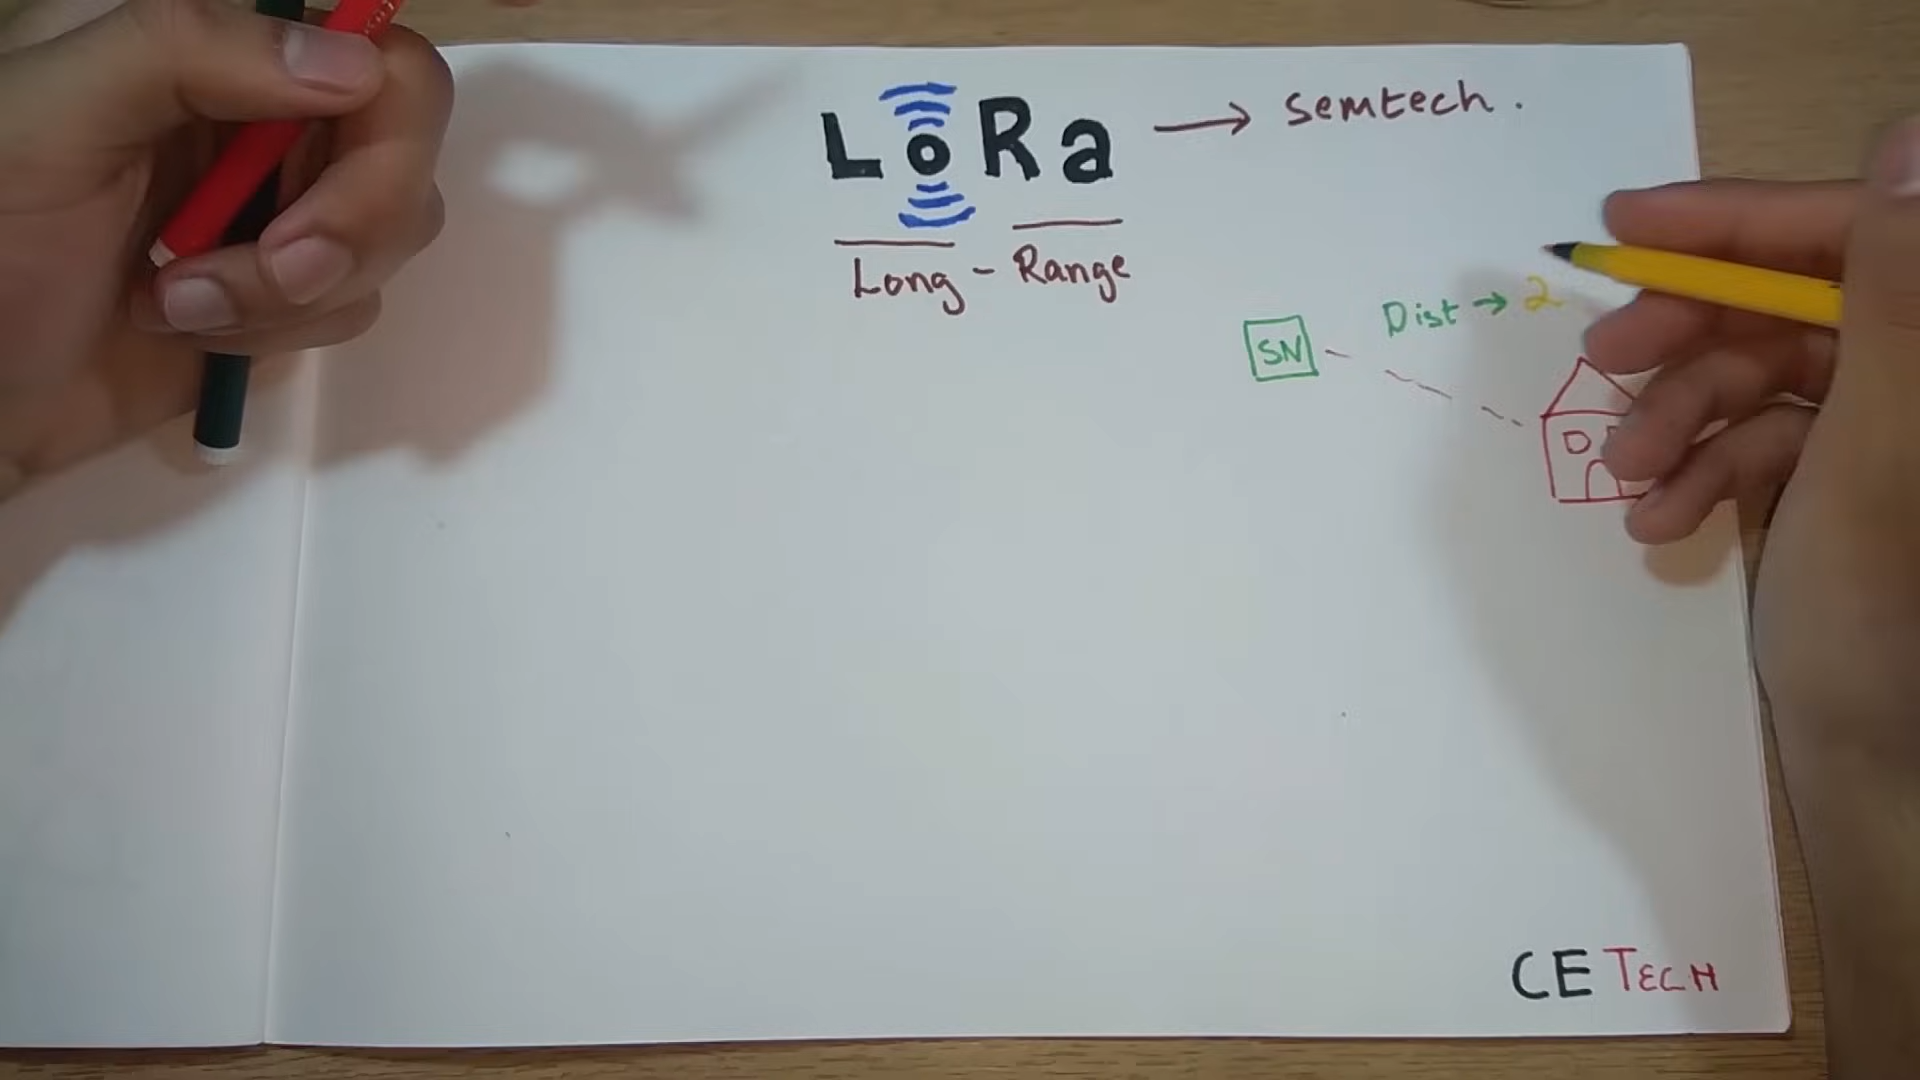 LoRa → semtech.
Long - Range
SN
Dist → 2
CE TECH